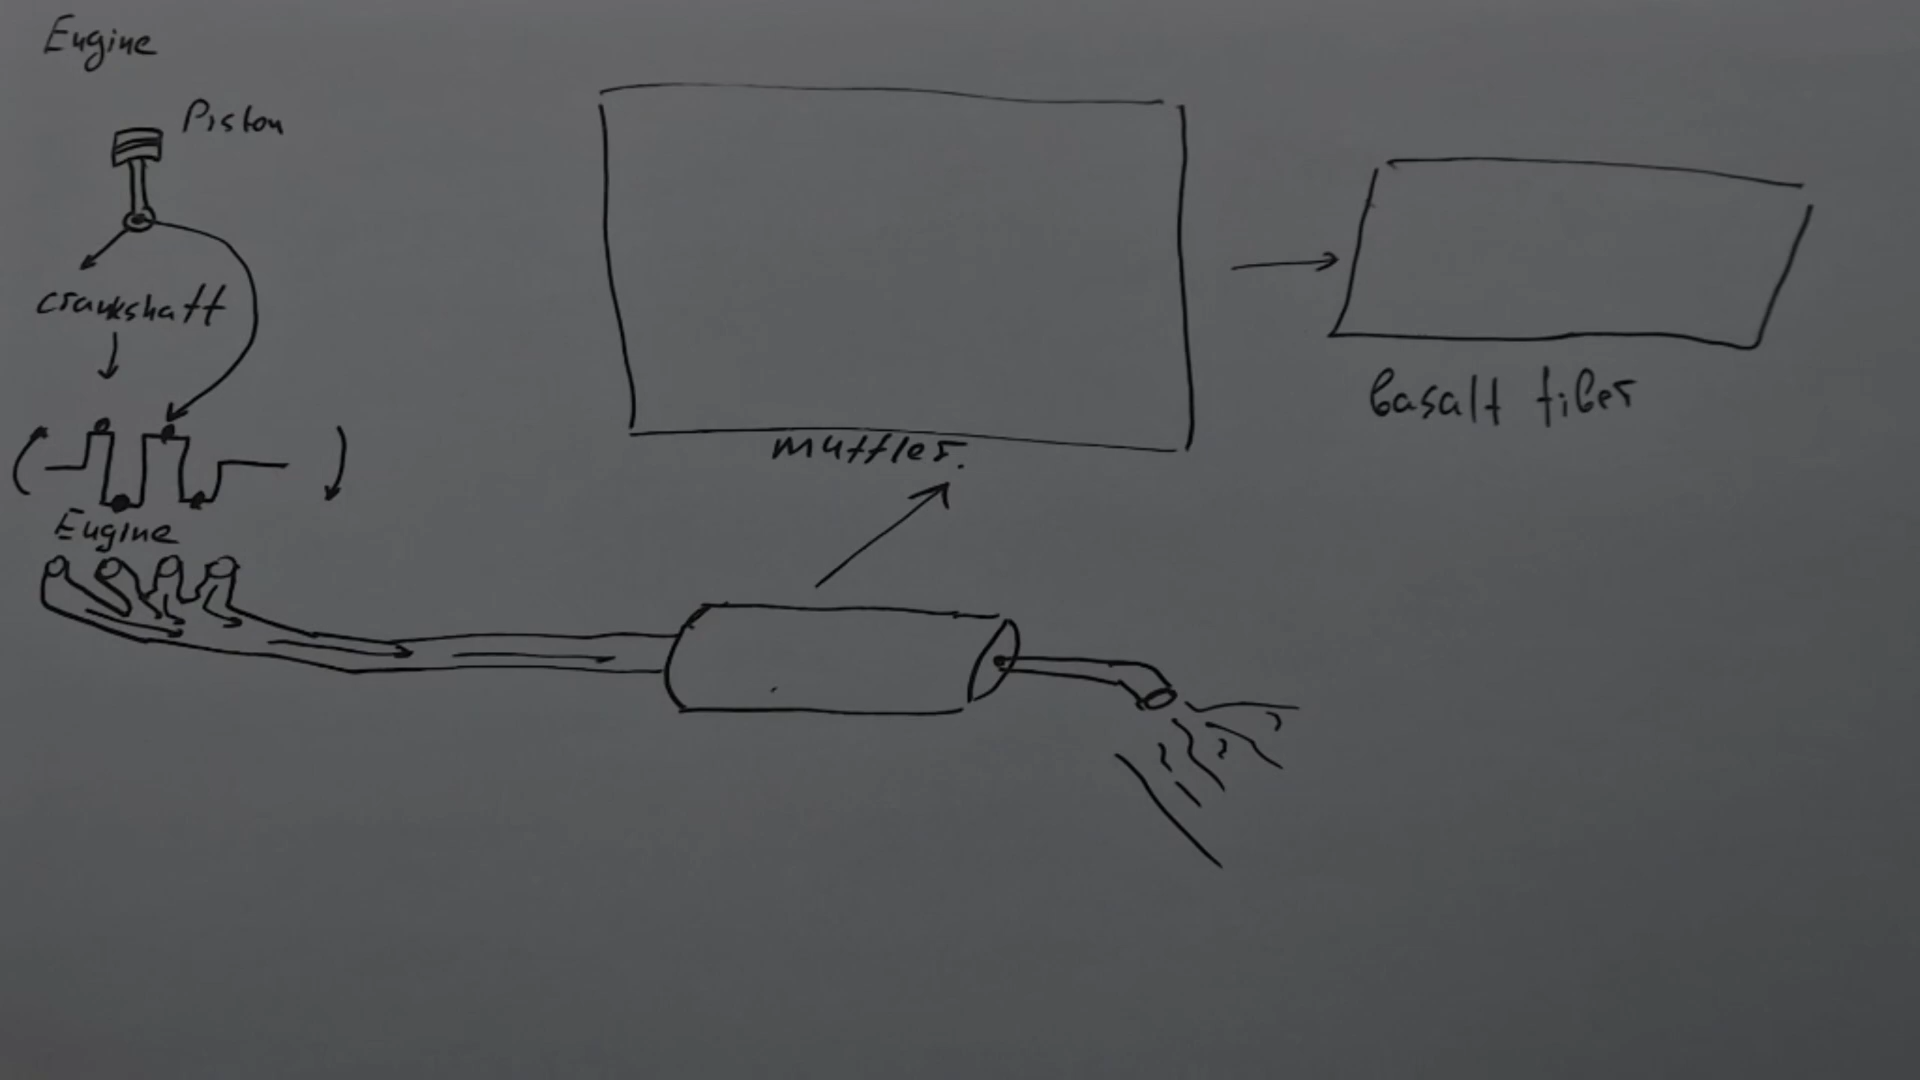 Engine
Piston
crankshaft
Engine
muffler.
basalt fiber